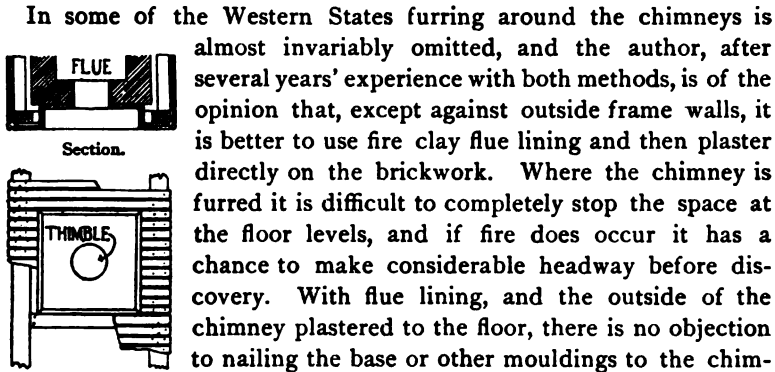 In some of the Western States furring around the chimneys is
almost invariably omitted, and the author, after
several years' experience with both methods, is of the
opinion that, except against outside frame walls, it
is better to use fire clay flue lining and then plaster
directly on the brickwork. Where the chimney is
furred it is difficult to completely stop the space at
the floor levels, and if fire does occur it has a
chance to make considerable headway before dis-
covery. With flue lining, and the outside of the
chimney plastered to the floor, there is no objection
to nailing the base or other mouldings to the chim-
FLUE
Section.
THIMBLE